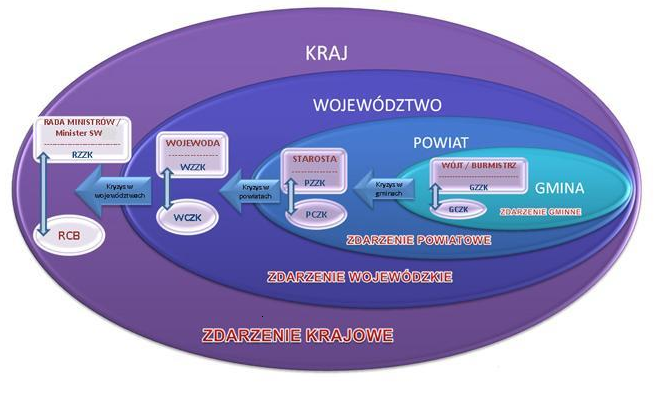 KRAJ
WOJEWÓDZTWO
POWIAT
GMINA
RADA MINISTRÓW /
Minister SW
RZZK
RCB
Kryzys w
województwach
WOJEWODA
WZZK
WCZK
Kryzys w
powiatach
STAROSTA
PZZK
PCZK
Kryzys w
gminach
WÓJT / BURMISTRZ
GZZK
GCZK
ZDARZENIE GMINNE
ZDARZENIE POWIATOWE
ZDARZENIE WOJEWÓDZKIE
ZDARZENIE KRAJOWE